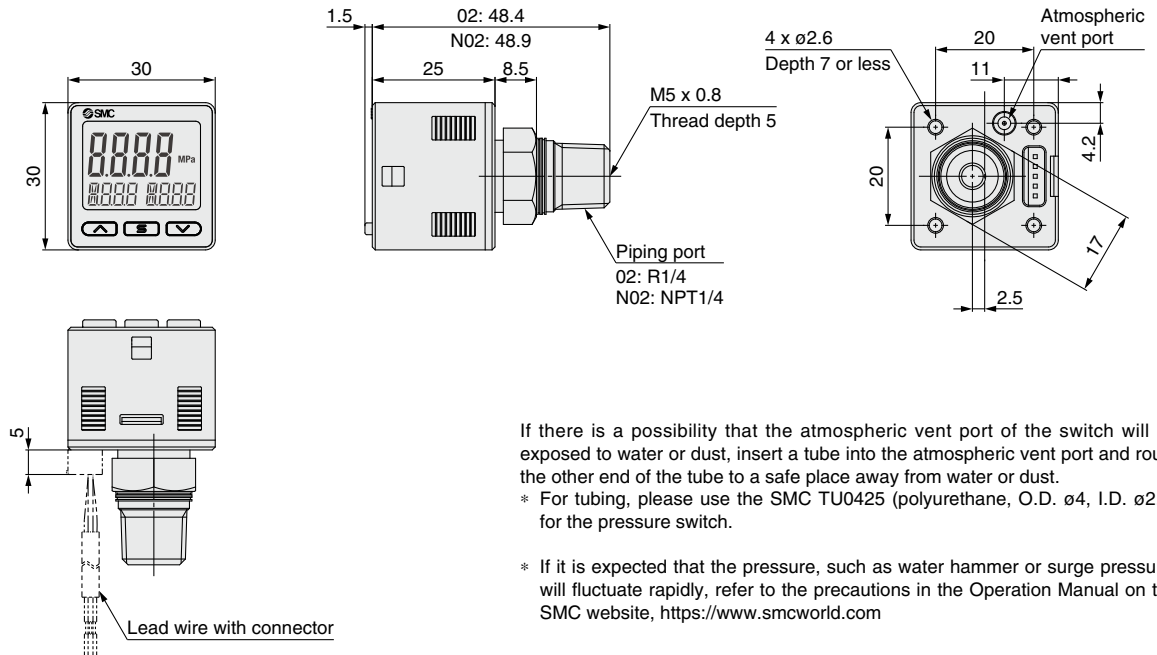 30
30
SMC
8.8.8.8 MPa
S
1.5
02: 48.4
N02: 48.9
25
8.5
M5 x 0.8
Thread depth 5
Piping port
02: R1/4
N02: NPT1/4
4 x ø2.6
Depth 7 or less
20
Atmospheric
vent port
11
4.2
20
17
2.5
5
Lead wire with connector
If there is a possibility that the atmospheric vent port of the switch will
exposed to water or dust, insert a tube into the atmospheric vent port and
the other end of the tube to a safe place away from water or dust.
* For tubing, please use the SMC TU0425 (polyurethane, O.D. ø4, I.D.
for the pressure switch.
* If it is expected that the pressure, such as water hammer or surge
will fluctuate rapidly, refer to the precautions in the Operation Manual on
SMC website, https://www.smcworld.com